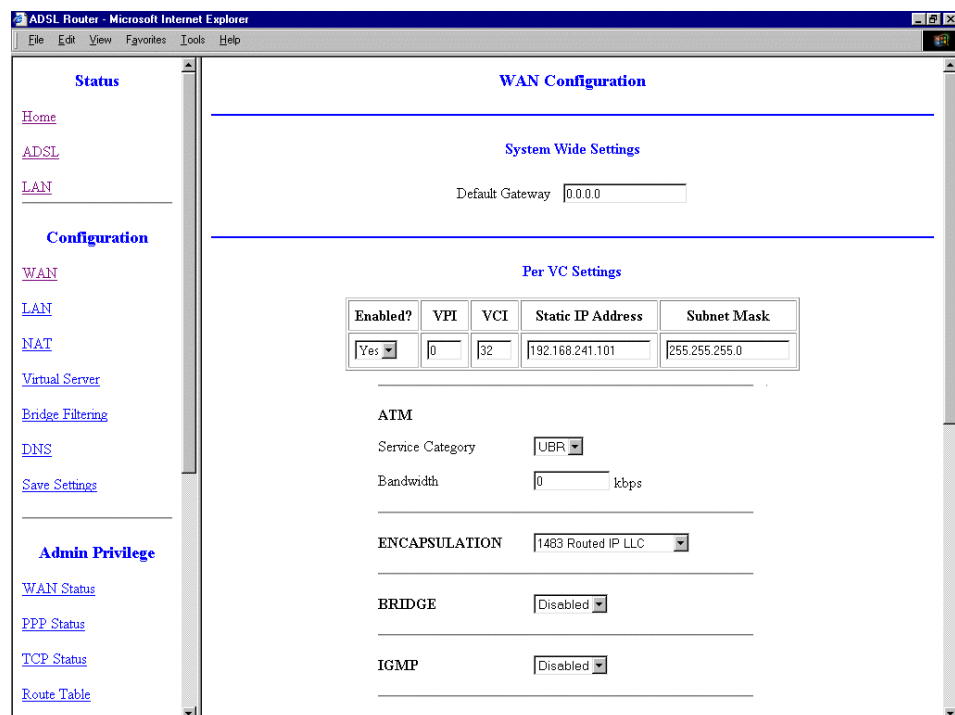 ADSL Router - Microsoft Internet Explorer
File Edit View Favorites Tools Help
Status
Home
ADSL
LAN
Configuration
WAN
LAN
NAT
Virtual Server
Bridge Filtering
DNS
Save Settings
Admin Privilege
WAN Status
PPP Status
TCP Status
Route Table
WAN Configuration
System Wide Settings
Default Gateway 0.0.0.0
Per VC Settings
Enabled? VPI VCI Static IP Address Subnet Mask
Yes 0 32 192.168.241.101 255.255.255.0
ATM
Service Category UBR
Bandwidth 0 kbps
ENCAPSULATION 1483 Routed IP LLC
BRIDGE Disabled
IGMP Disabled